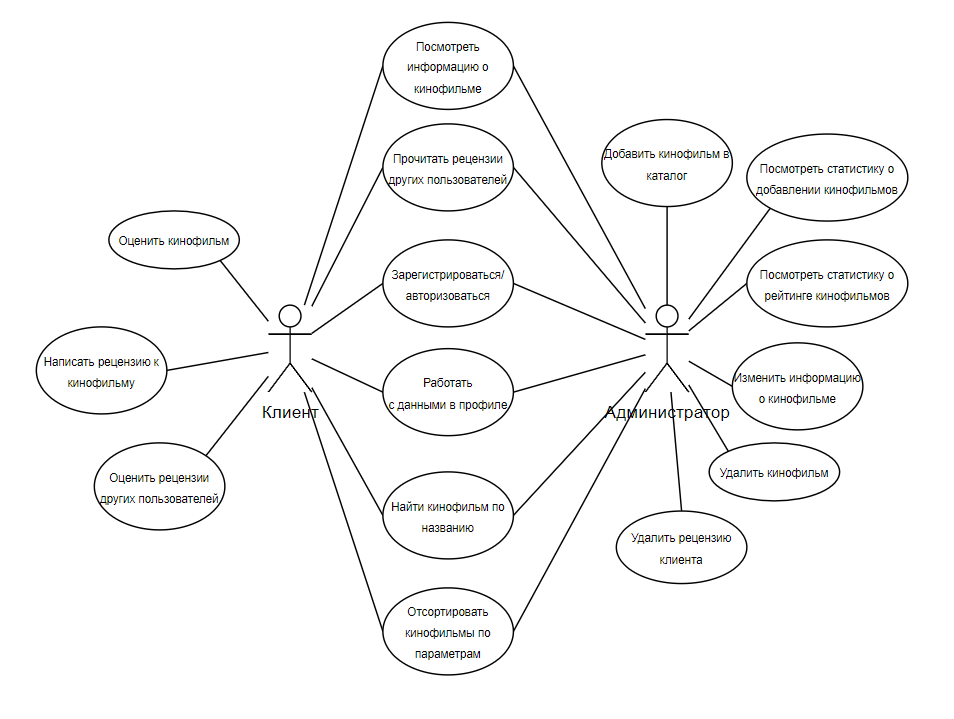 Посмотреть
информацию о
кинофильме
Прочитать рецензии
других пользователей
Добавить кинофильм в
каталог
Посмотреть статистику о
добавлении кинофильмов
Оценить кинофильм
Зарегистрироваться/
авторизоваться
Посмотреть статистику о
рейтинге кинофильмов
Написать рецензию к
кинофильму
Работать
с данными в профиле
Изменить информацию
о кинофильме
Клиент
Администратор
Оценить рецензии
других пользователей
Найти кинофильм по
названию
Удалить кинофильм
Удалить рецензию
клиента
Отсортировать
кинофильмы по
параметрам